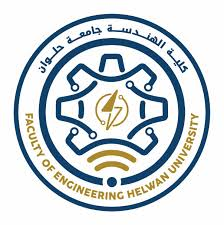 كلية الهندسة جامعة حلوان
FACULTY OF ENGINEERING HELWAN UNIVERSITY